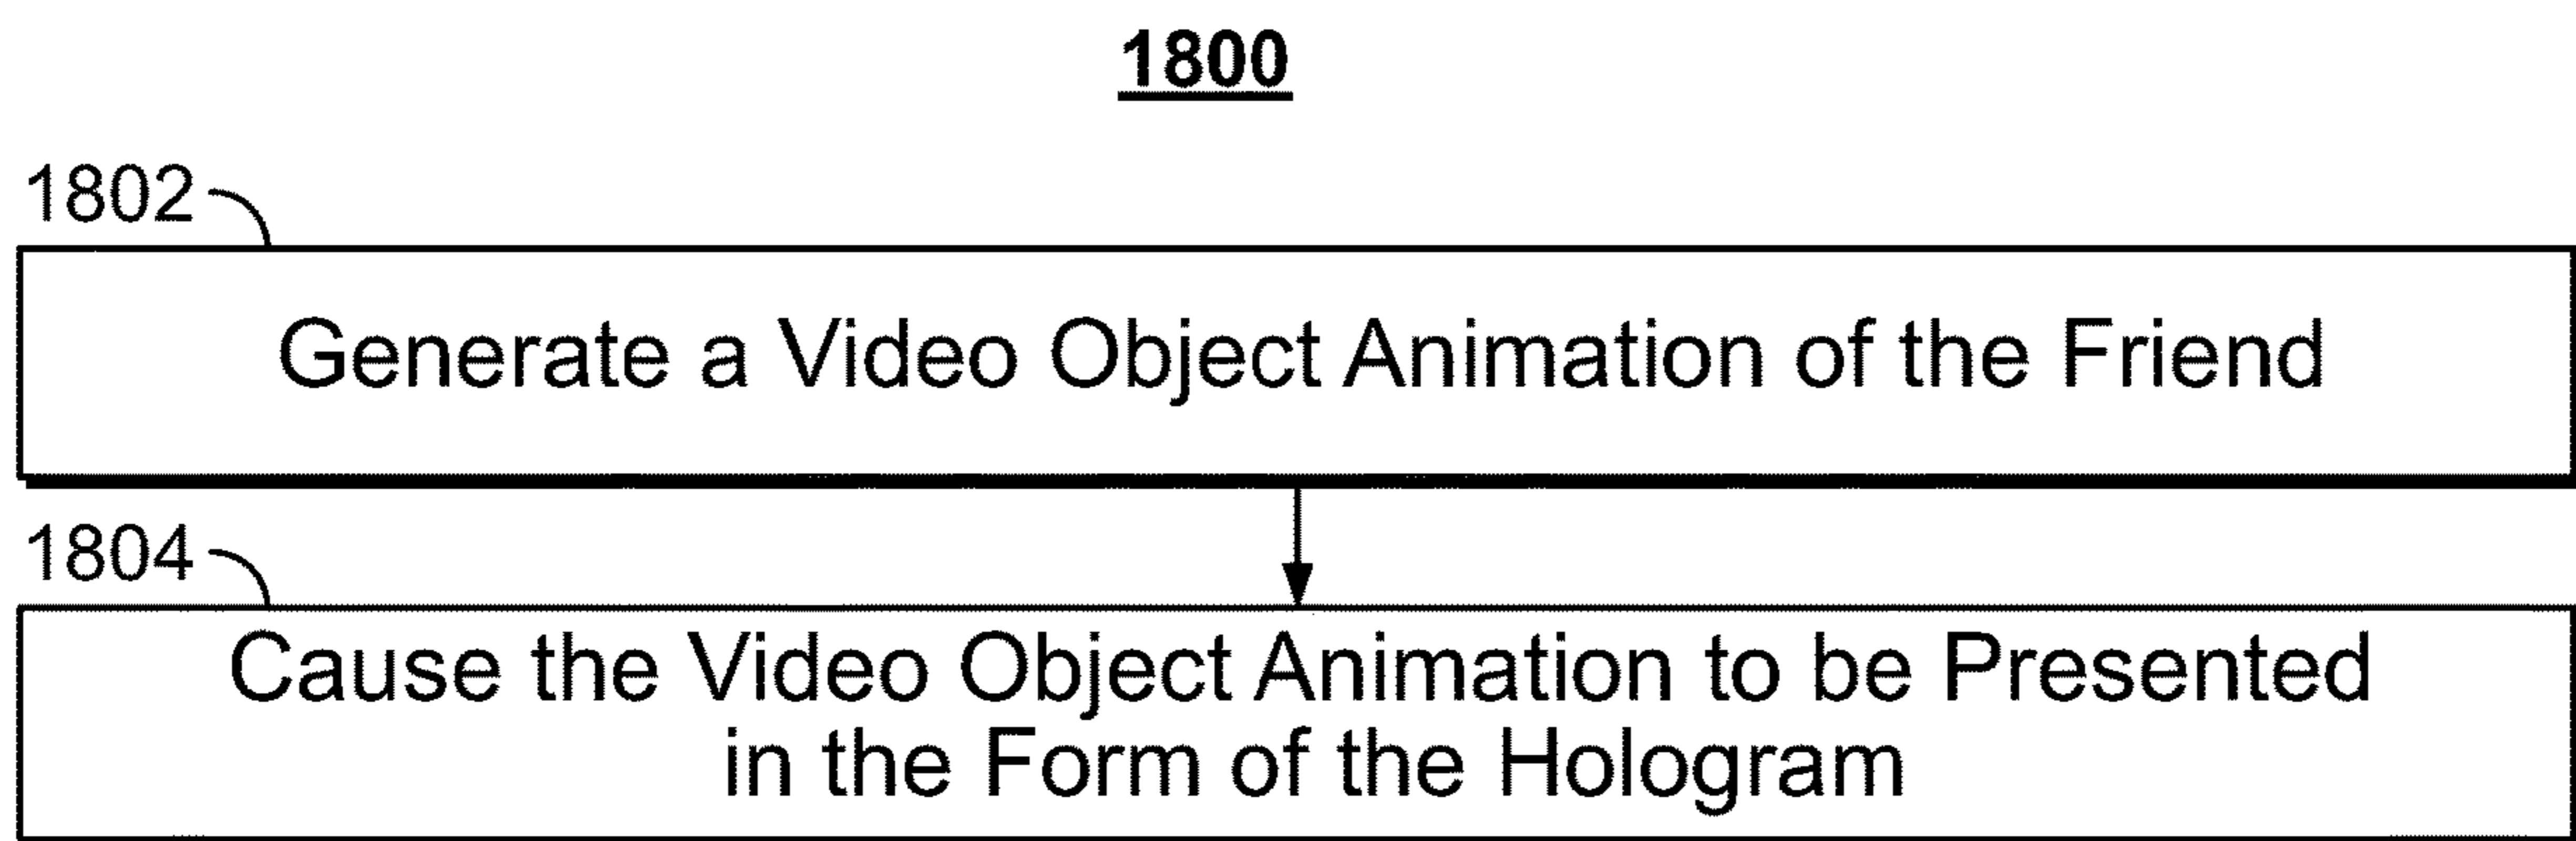 1800
1802
Generate a Video Object Animation of the Friend
1804
Cause the Video Object Animation to be Presented
in the Form of the Hologram